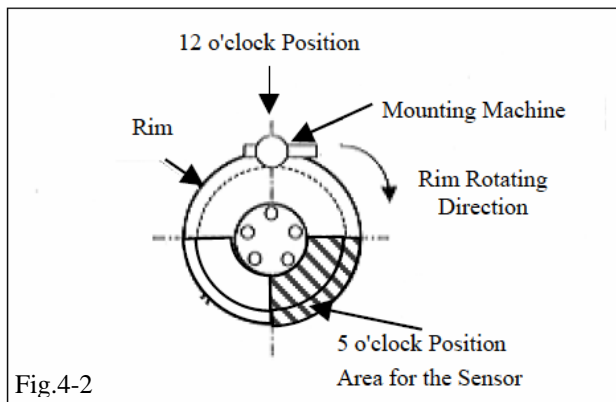 12 o'clock Position
Mounting Machine
Rim
Rim Rotating
Direction
5 o'clock Position
Area for the Sensor
Fig.4-2